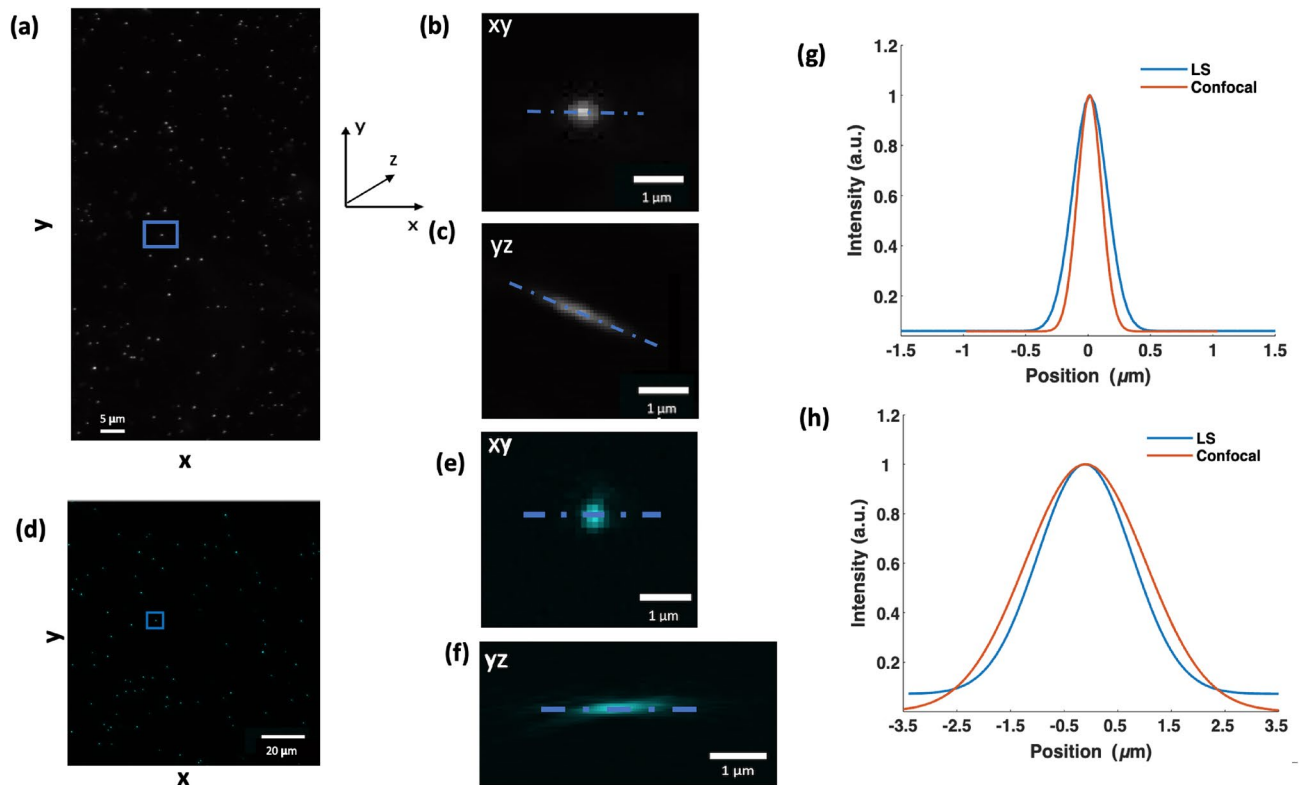 (a)
y
5 µm
x
y
z
x
(b)
xy
1 µm
(c)
yz
1 µm
(d)
y
20 µm
x
(e)
xy
1 µm
(f)
yz
1 µm
(g)
1.2
1
0.8
0.6
0.4
0.2
Intensity (a.u.)
LS
Confocal
-1.5 -1 -0.5 0 0.5 1 1.5
Position (µm)
(h)
1.2
1
0.8
0.6
0.4
0.2
Intensity (a.u.)
LS
Confocal
-3.5 -2.5 -1.5 -0.5 0.5 1.5 2.5 3.5
Position (µm)